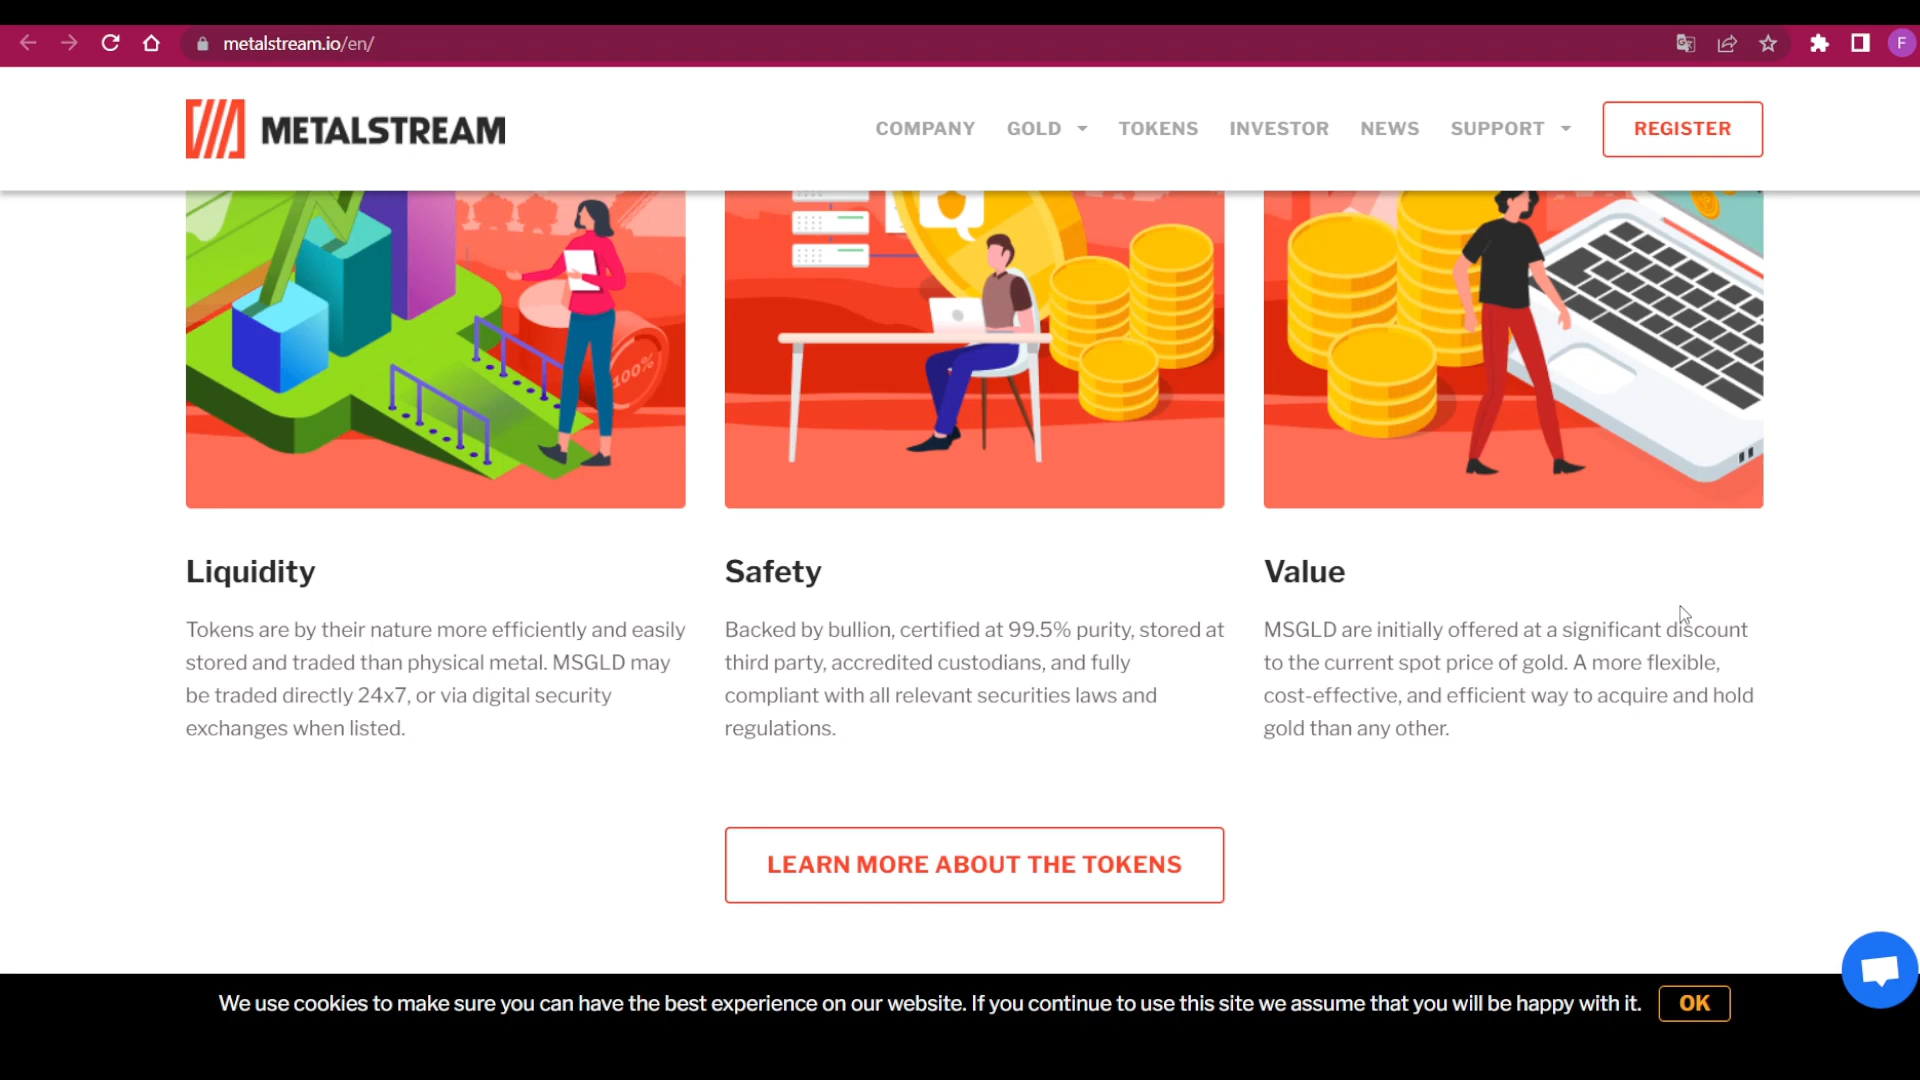 metalstream.io/en/
F
METALSTREAM
COMPANY
GOLD
TOKENS
INVESTOR
NEWS
SUPPORT
REGISTER
100%
Liquidity
Tokens are by their nature more efficiently and easily
stored and traded than physical metal. MSGLD may
be traded directly 24x7, or via digital security
exchanges when listed.
Safety
Backed by bullion, certified at 99.5% purity, stored at
third party, accredited custodians, and fully
compliant with all relevant securities laws and
regulations.
Value
MSGLD are initially offered at a significant discount
to the current spot price of gold. A more flexible,
cost-effective, and efficient way to acquire and hold
gold than any other.
LEARN MORE ABOUT THE TOKENS
We use cookies to make sure you can have the best experience on our website. If you continue to use this site we assume that you will be happy with it.
OK